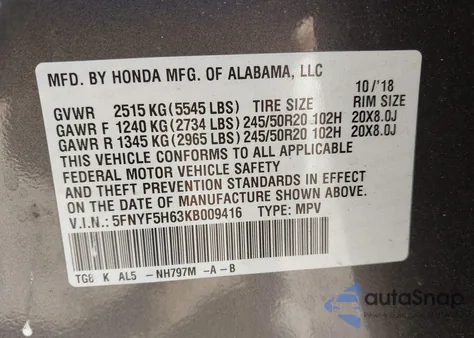 MFD. BY HONDA MFG. OF ALABAMA, LLC
10/'18
GVWR 2515 KG (5545 LBS) TIRE SIZE RIM SIZE
GAWR F 1240 KG (2734 LBS) 245/50R20 102H 20X8.0J
GAWR R 1345 KG (2965 LBS) 245/50R20 102H 20X8.0J
THIS VEHICLE CONFORMS TO ALL APPLICABLE
FEDERAL MOTOR VEHICLE SAFETY
AND THEFT PREVENTION STANDARDS IN EFFECT
ON THE DATE OF MANUFACTURE SHOWN ABOVE.
V.I.N.: 5FNYF5H63KB009416 TYPE: MPV
TG8 K AL5 -NH797M -A -B
autoSnap